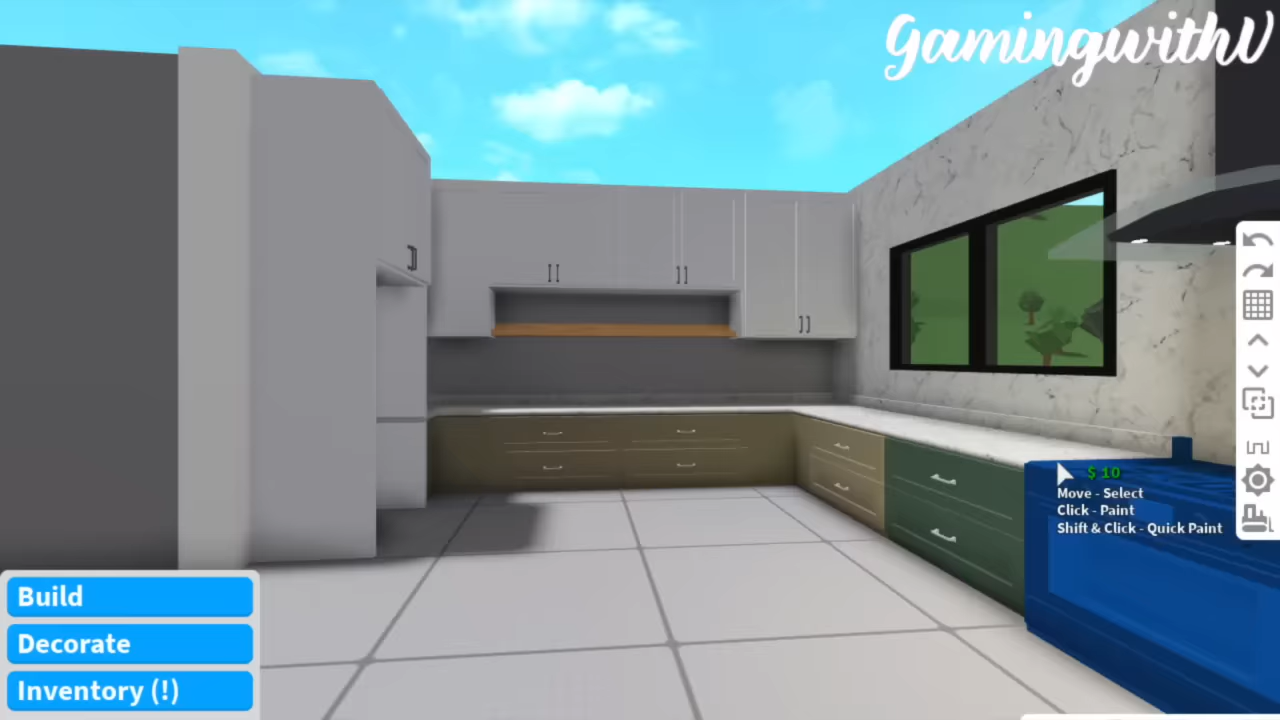 GamingwithV
$ 10
Move - Select
Click - Paint
Shift & Click - Quick Paint
Build
Decorate
Inventory (!)